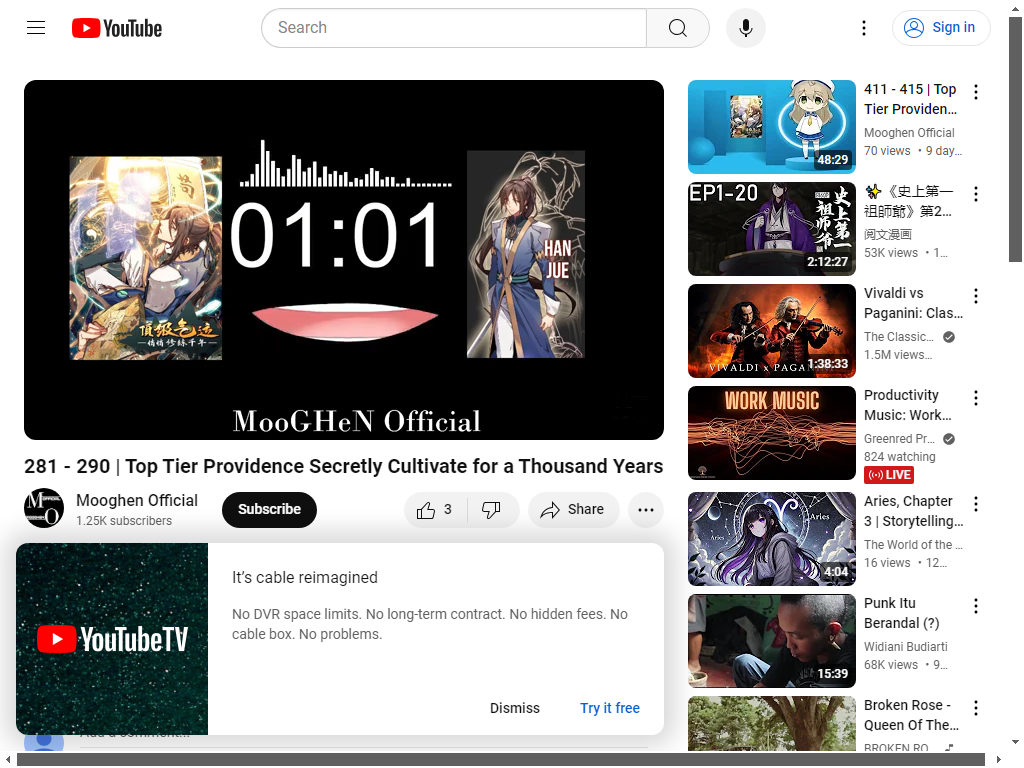 YouTube
Search
Sign in
01:01
HAN
JUE
頂级气运
悄悄修炼千年
MooGHeN Official
281 - 290 | Top Tier Providence Secretly Cultivate for a Thousand Years
Mooghen Official
1.25K subscribers
Subscribe
3
Share
It’s cable reimagined
No DVR space limits. No long-term contract. No hidden fees. No
cable box. No problems.
YouTubeTV
Dismiss
Try it free
Add a comment...
48:29
411 - 415 | Top
Tier Providen...
Mooghen Official
70 views • 9 day...
EP1-20
史上第一
祖师爷
2:12:27
✨《史上第一
祖師爺》第2...
阅文漫画
53K views • 1...
VIVALDI x PAGAN
1:38:33
Vivaldi vs
Paganini: Clas...
The Classic...
1.5M views...
WORK MUSIC
Productivity
Music: Work...
Greenred Pr...
824 watching
LIVE
Aries
Aries
4:04
Aries, Chapter
3 | Storytelling...
The World of the ...
16 views • 12...
15:39
Punk Itu
Berandal (?)
Widiani Budiarti
68K views • 9...
Broken Rose -
Queen Of The...
BROKEN RO...